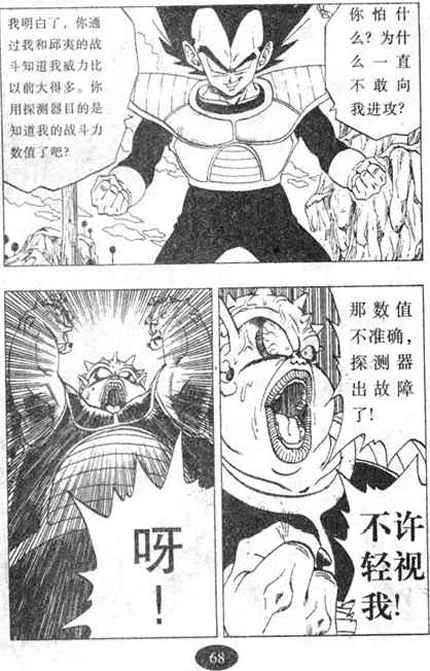 你怕什
么？为什
么一直
不敢向
我进攻？
我明白了，你通
过我和邱夷的战
斗知道我威力比
以前大得多。你
用探测器目的是
知道我的战斗力
数值了吧？
那数值
不准确，
探测器
出故障
了！
不许
轻视
我！
呀
！
68